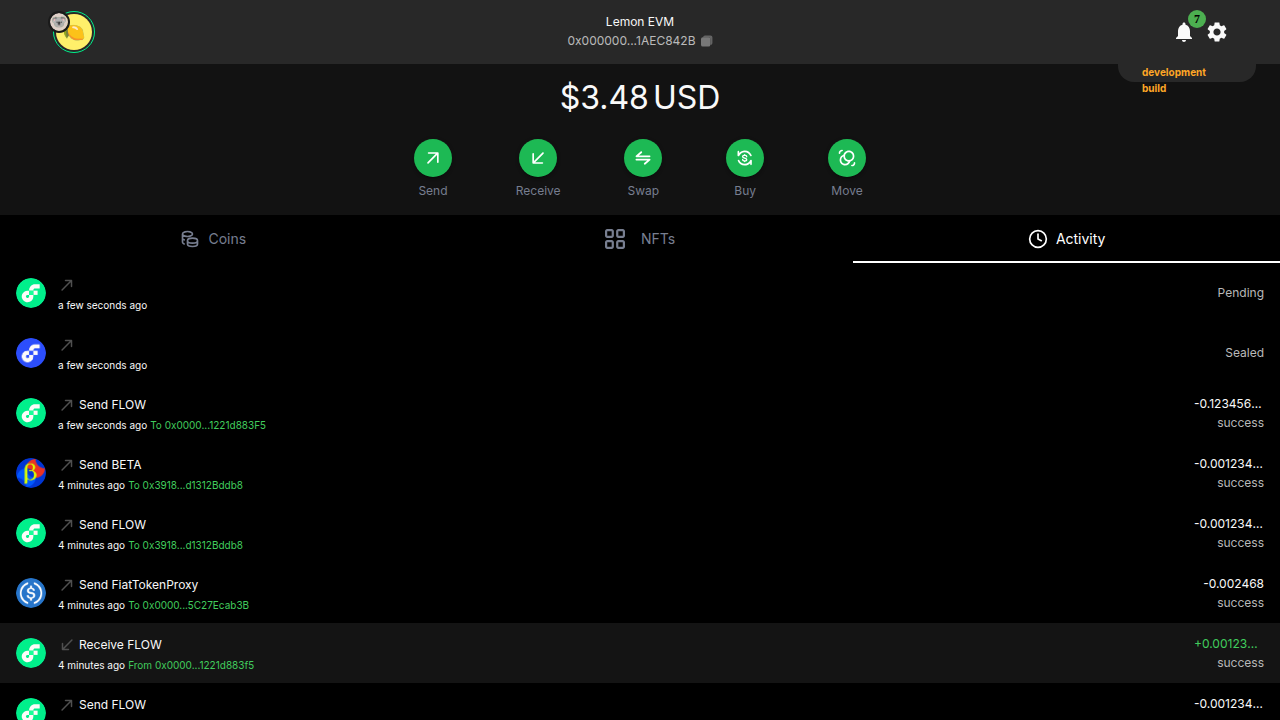 Lemon EVM
0x000000...1AEC842B
7
development
build
$3.48 USD
Send
Receive
Swap
Buy
Move
Coins
NFTs
Activity
a few seconds ago
Pending
a few seconds ago
Sealed
Send FLOW
-0.123456...
a few seconds ago To 0x0000...1221d883F5
success
Send BETA
-0.001234...
4 minutes ago To 0x3918...d1312Bddb8
success
Send FLOW
-0.001234...
4 minutes ago To 0x3918...d1312Bddb8
success
Send FiatTokenProxy
-0.002468
4 minutes ago To 0x0000...5C27Ecab3B
success
Receive FLOW
+0.00123...
4 minutes ago From 0x0000...1221d883f5
success
Send FLOW
-0.001234...